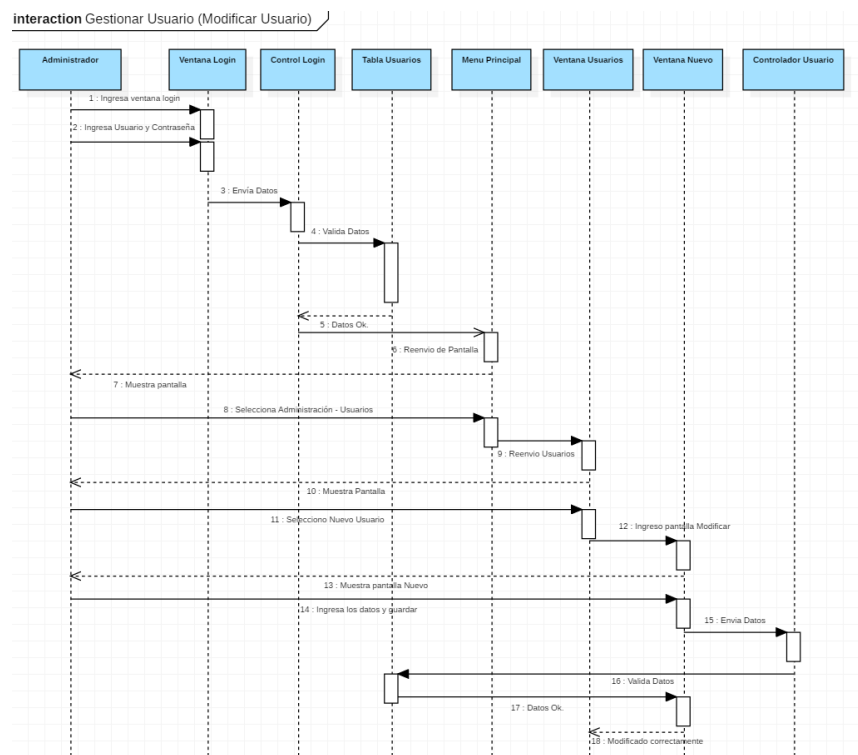 interaction Gestionar Usuario (Modificar Usuario)
Administrador
Ventana Login
Control Login
Tabla Usuarios
Menu Principal
Ventana Usuarios
Ventana Nuevo
Controlador Usuario
1 : Ingresa ventana login
2 : Ingresa Usuario y Contraseña
3 : Envía Datos
4 : Valida Datos
5 : Datos Ok.
6 : Reenvio de Pantalla
7 : Muestra pantalla
8 : Selecciona Administración - Usuarios
9 : Reenvio Usuarios
10 : Muestra Pantalla
11 : Selecciono Nuevo Usuario
12 : Ingreso pantalla Modificar
13 : Muestra pantalla Nuevo
14 : Ingresa los datos y guardar
15 : Envia Datos
16 : Valida Datos
17 : Datos Ok.
18 : Modificado correctamente